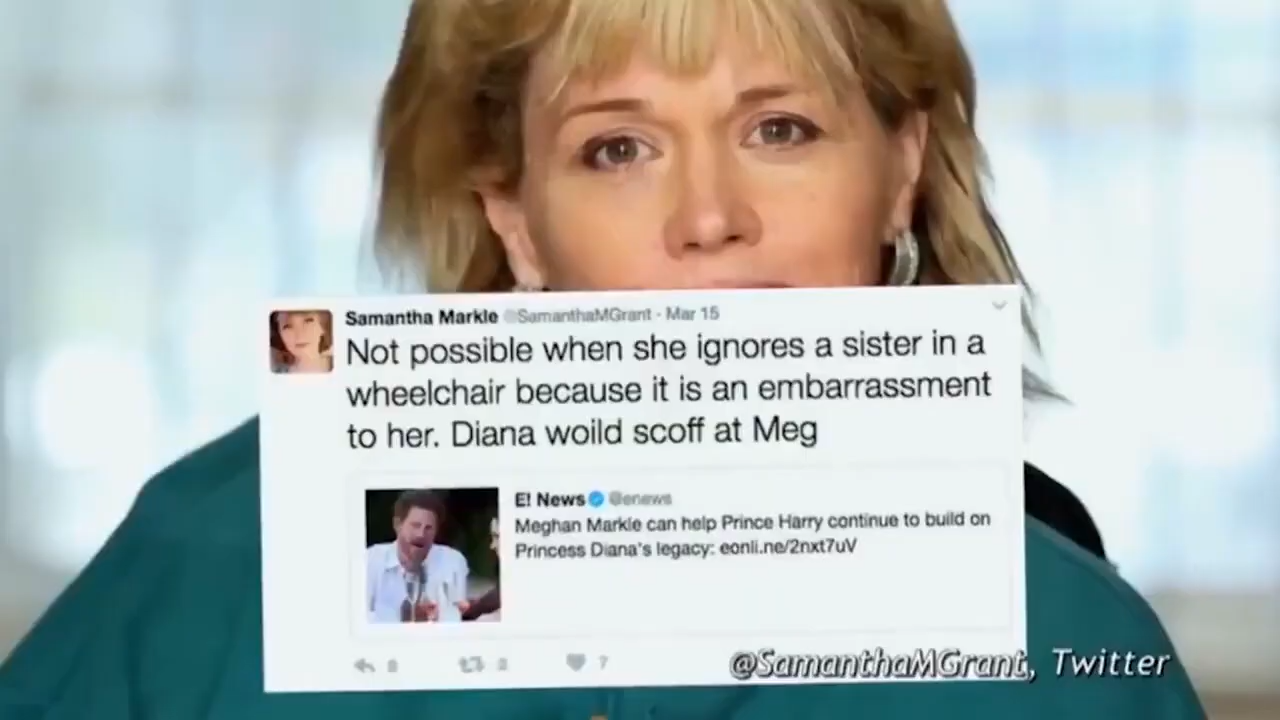 Samantha Markle @SamanthaMGrant · Mar 15
Not possible when she ignores a sister in a
wheelchair because it is an embarrassment
to her. Diana woild scoff at Meg
E! News @enews
Meghan Markle can help Prince Harry continue to build on
Princess Diana's legacy: eonli.ne/2nxt7uV
7
@SamanthaMGrant, Twitter